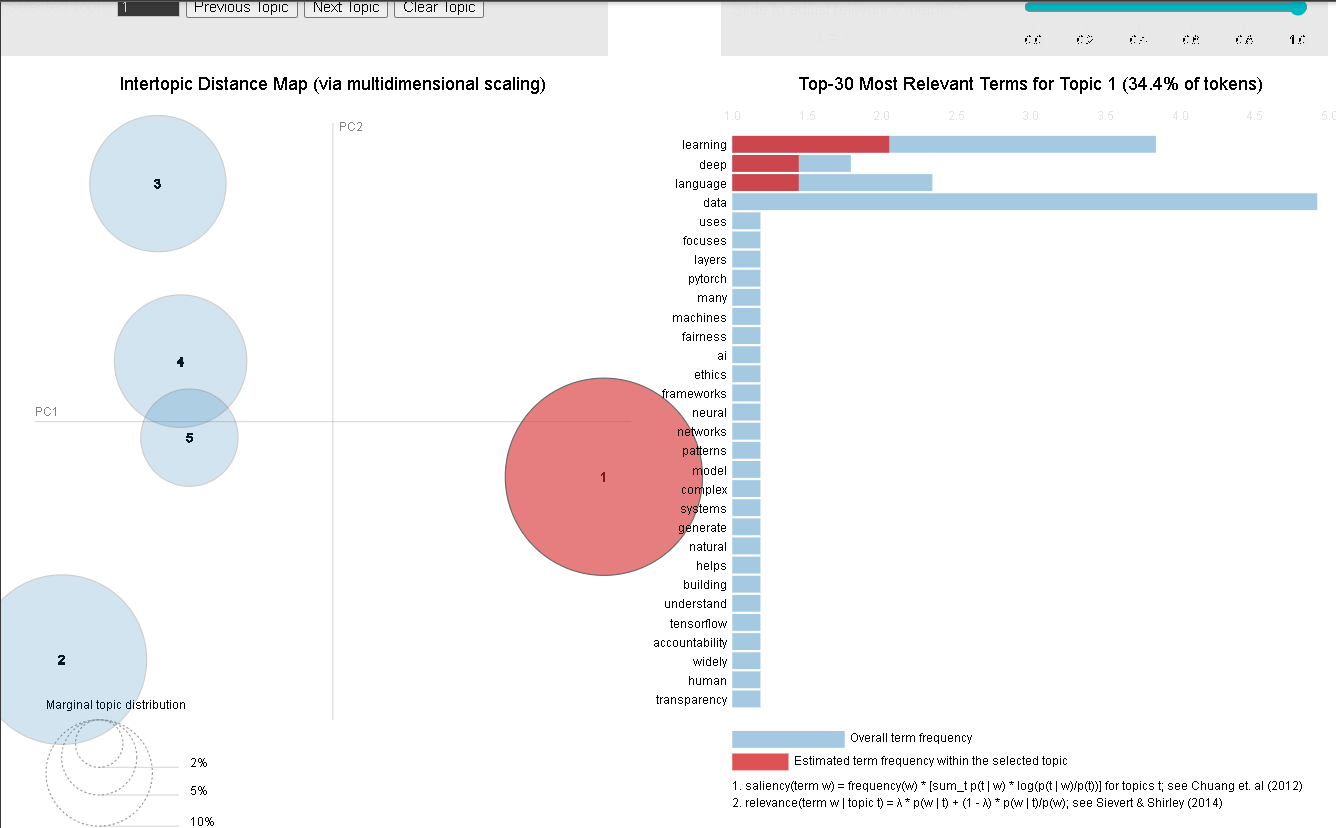 1 Previous Topic Next Topic Clear Topic
Intertopic Distance Map (via multidimensional scaling)
PC2
3
4
PC1
5
1
2
Marginal topic distribution
2%
5%
10%
Top-30 Most Relevant Terms for Topic 1 (34.4% of tokens)
1.0 1.5 2.0 2.5 3.0 3.5 4.0 4.5 5.0
learning
deep
language
data
uses
focuses
layers
pytorch
many
machines
fairness
ai
ethics
frameworks
neural
networks
patterns
model
complex
systems
generate
natural
helps
building
understand
tensorflow
accountability
widely
human
transparency
Overall term frequency
Estimated term frequency within the selected topic
1. saliency(term w) = frequency(w) * [sum_t p(t | w) * log(p(t | w)/p(t))] for topics t; see Chuang et. al (2012)
2. relevance(term w | topic t) = λ * p(w | t) + (1 - λ) * p(w | t)/p(w); see Sievert & Shirley (2014)